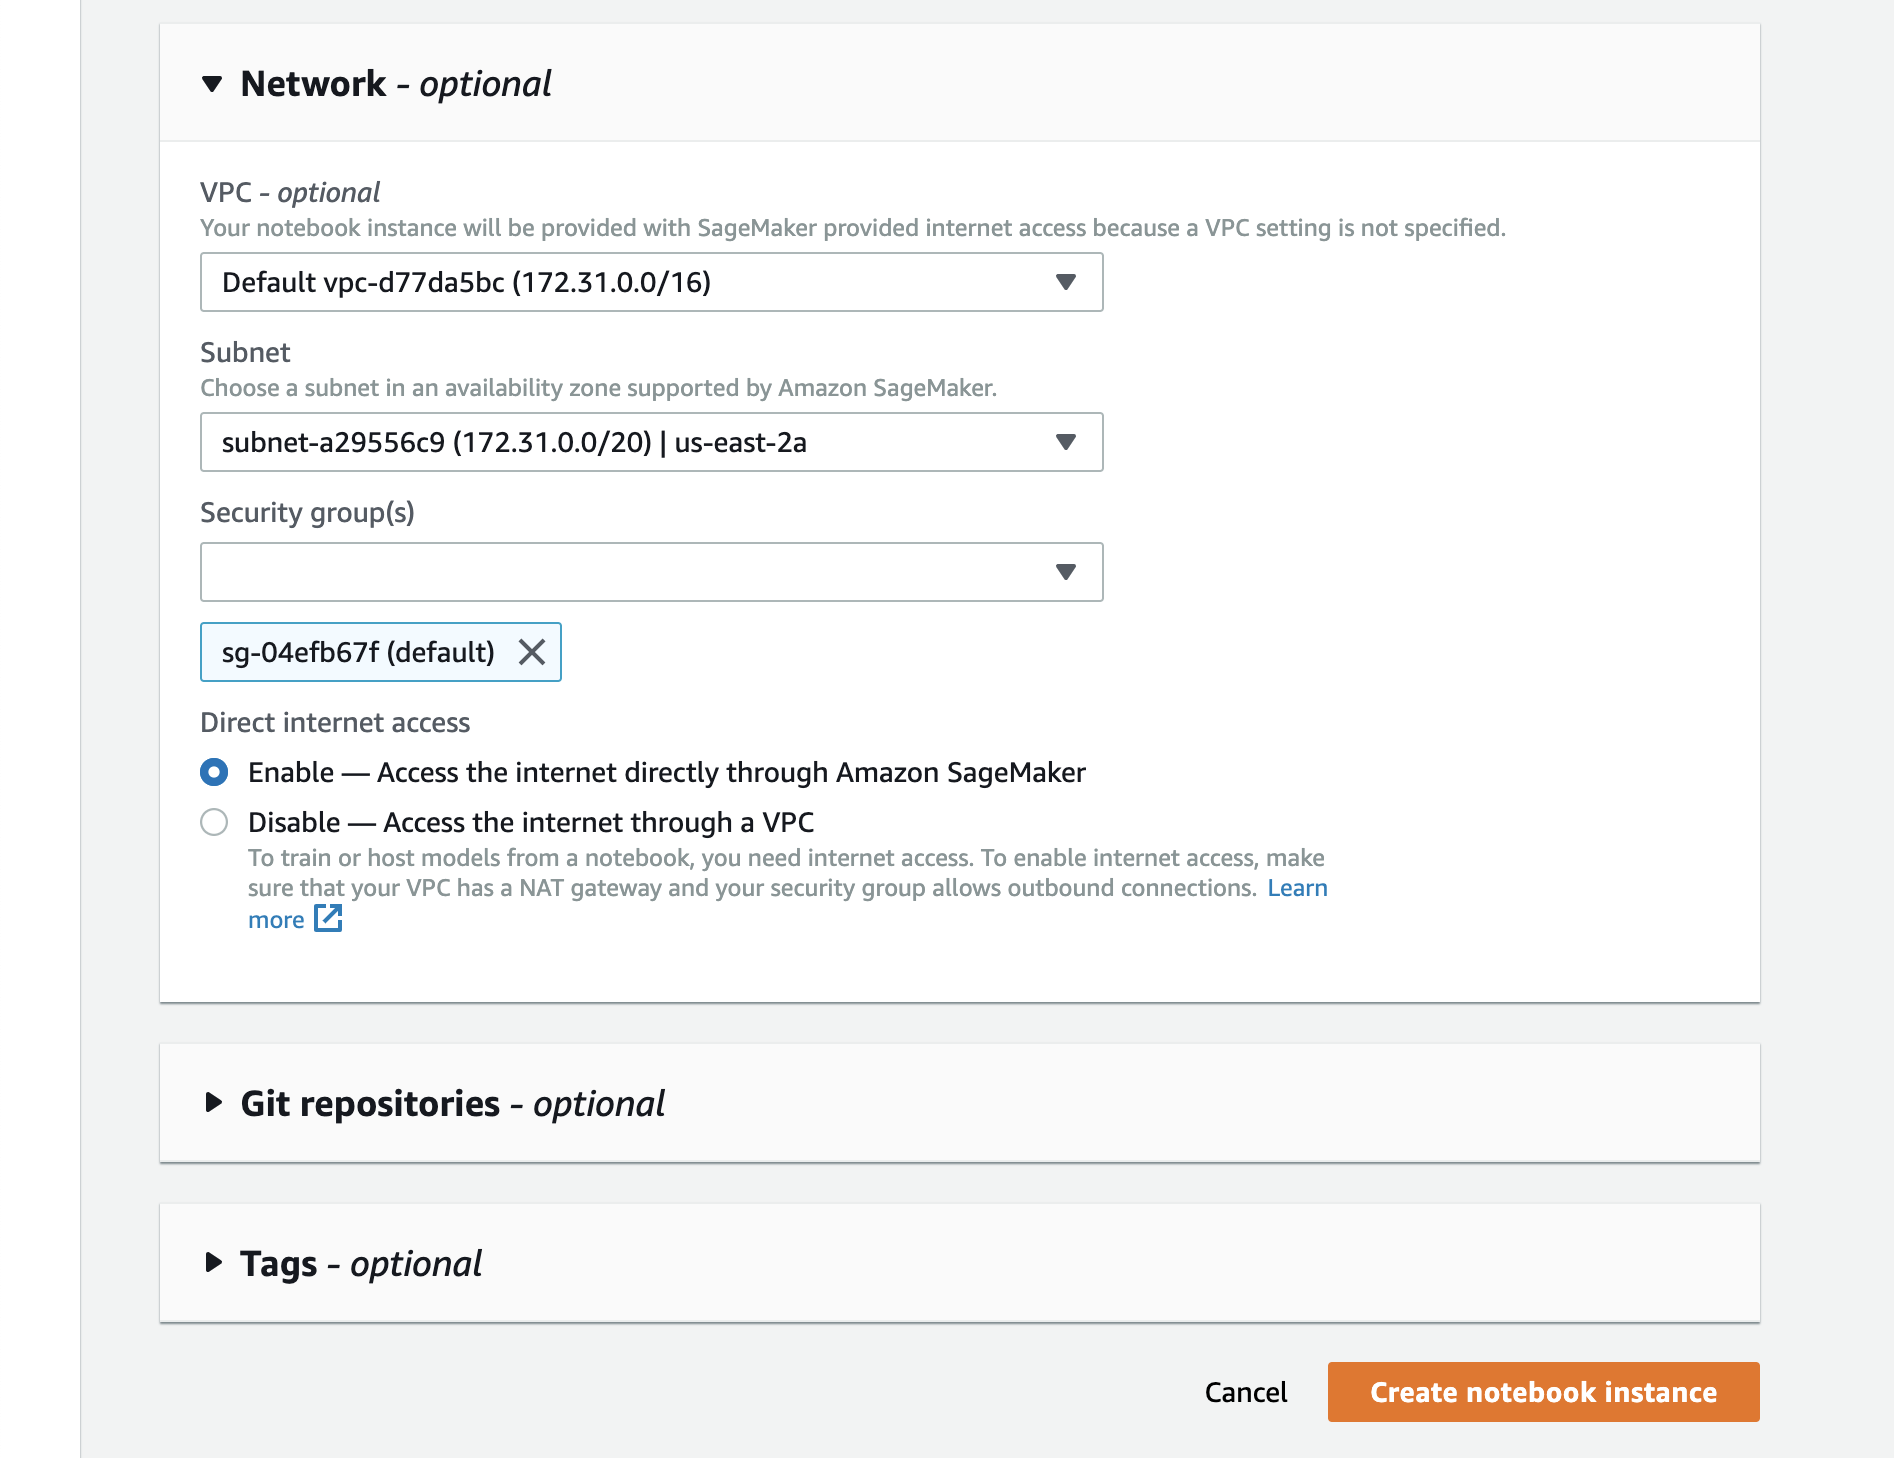 Network - optional
VPC - optional
Your notebook instance will be provided with SageMaker provided internet access because a VPC setting is not specified.
Default vpc-d77da5bc (172.31.0.0/16)
Subnet
Choose a subnet in an availability zone supported by Amazon SageMaker.
subnet-a29556c9 (172.31.0.0/20) | us-east-2a
Security group(s)
sg-04efb67f (default)
Direct internet access
Enable — Access the internet directly through Amazon SageMaker
Disable — Access the internet through a VPC
To train or host models from a notebook, you need internet access. To enable internet access, make
sure that your VPC has a NAT gateway and your security group allows outbound connections. Learn
more
Git repositories - optional
Tags - optional
Cancel
Create notebook instance